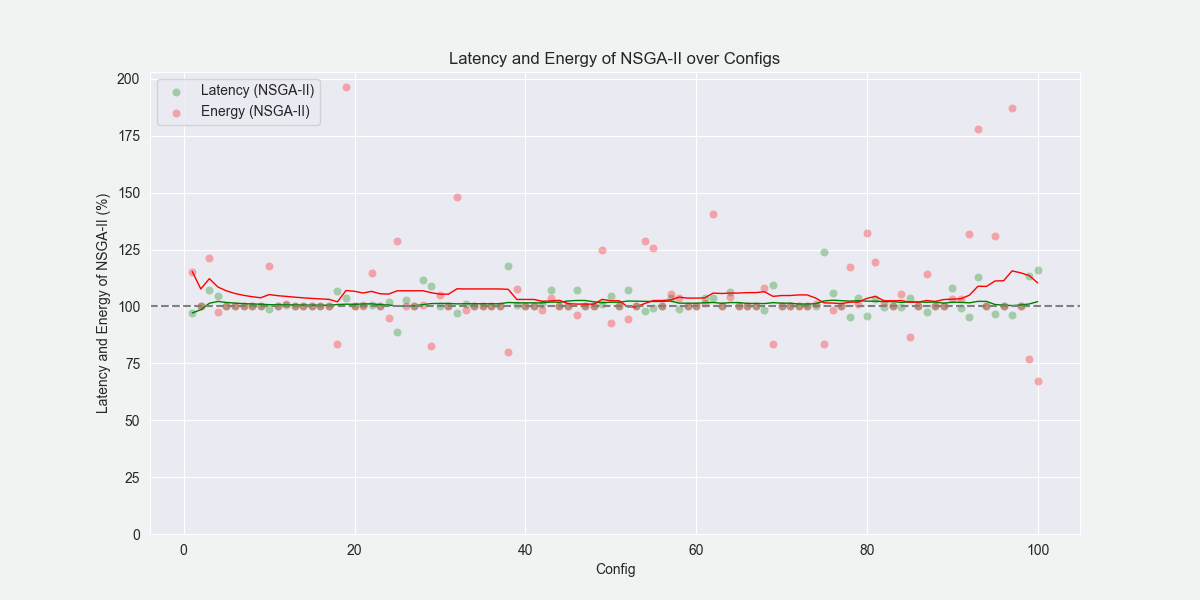 Latency and Energy of NSGA-II over Configs
Latency (NSGA-II)
Energy (NSGA-II)
Latency and Energy of NSGA-II (%)
200
175
150
125
100
75
50
25
0
0 20 40 60 80 100
Config